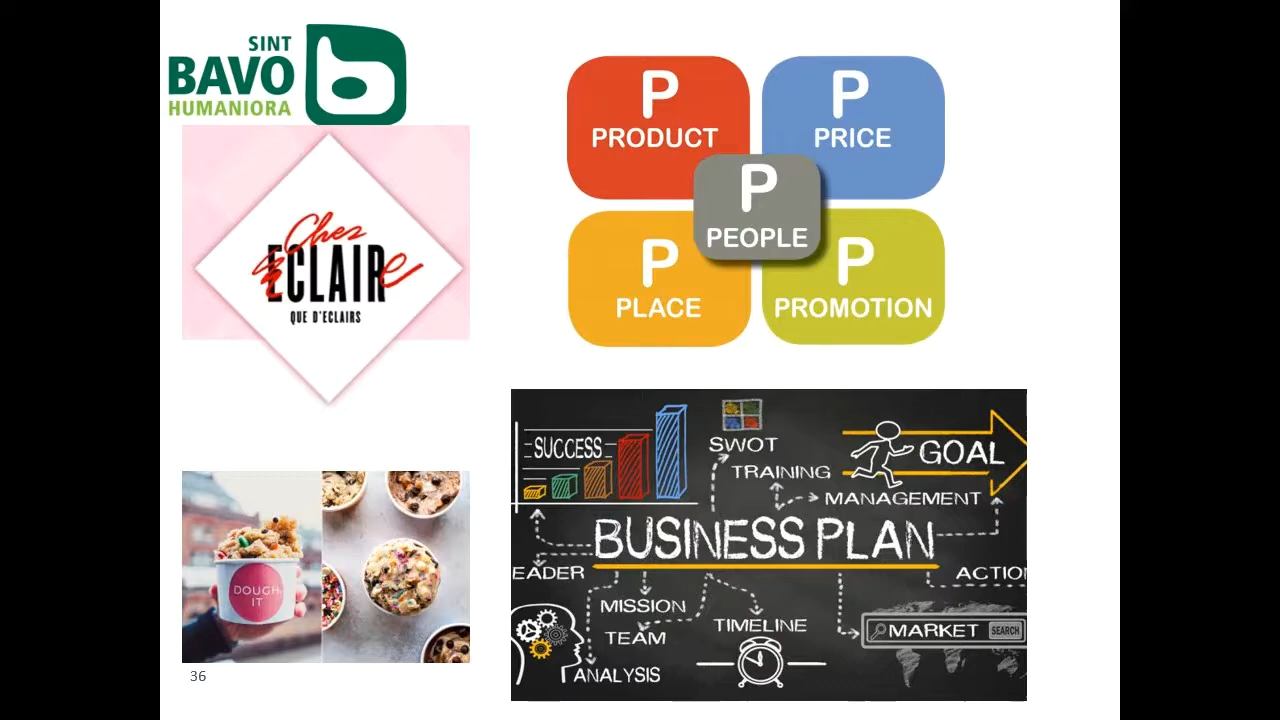 SINT
BAVO
HUMANIORA
Chez
ECLAIRe
QUE D'ECLAIRS
P
PRODUCT
P
PRICE
P
PEOPLE
P
PLACE
P
PROMOTION
DOUGH
IT
SUCCESS
SWOT
TRAINING
MANAGEMENT
GOAL
BUSINESS PLAN
EADER
ACTION
MISSION
TEAM
ANALYSIS
TIMELINE
MARKET SEARCH
36